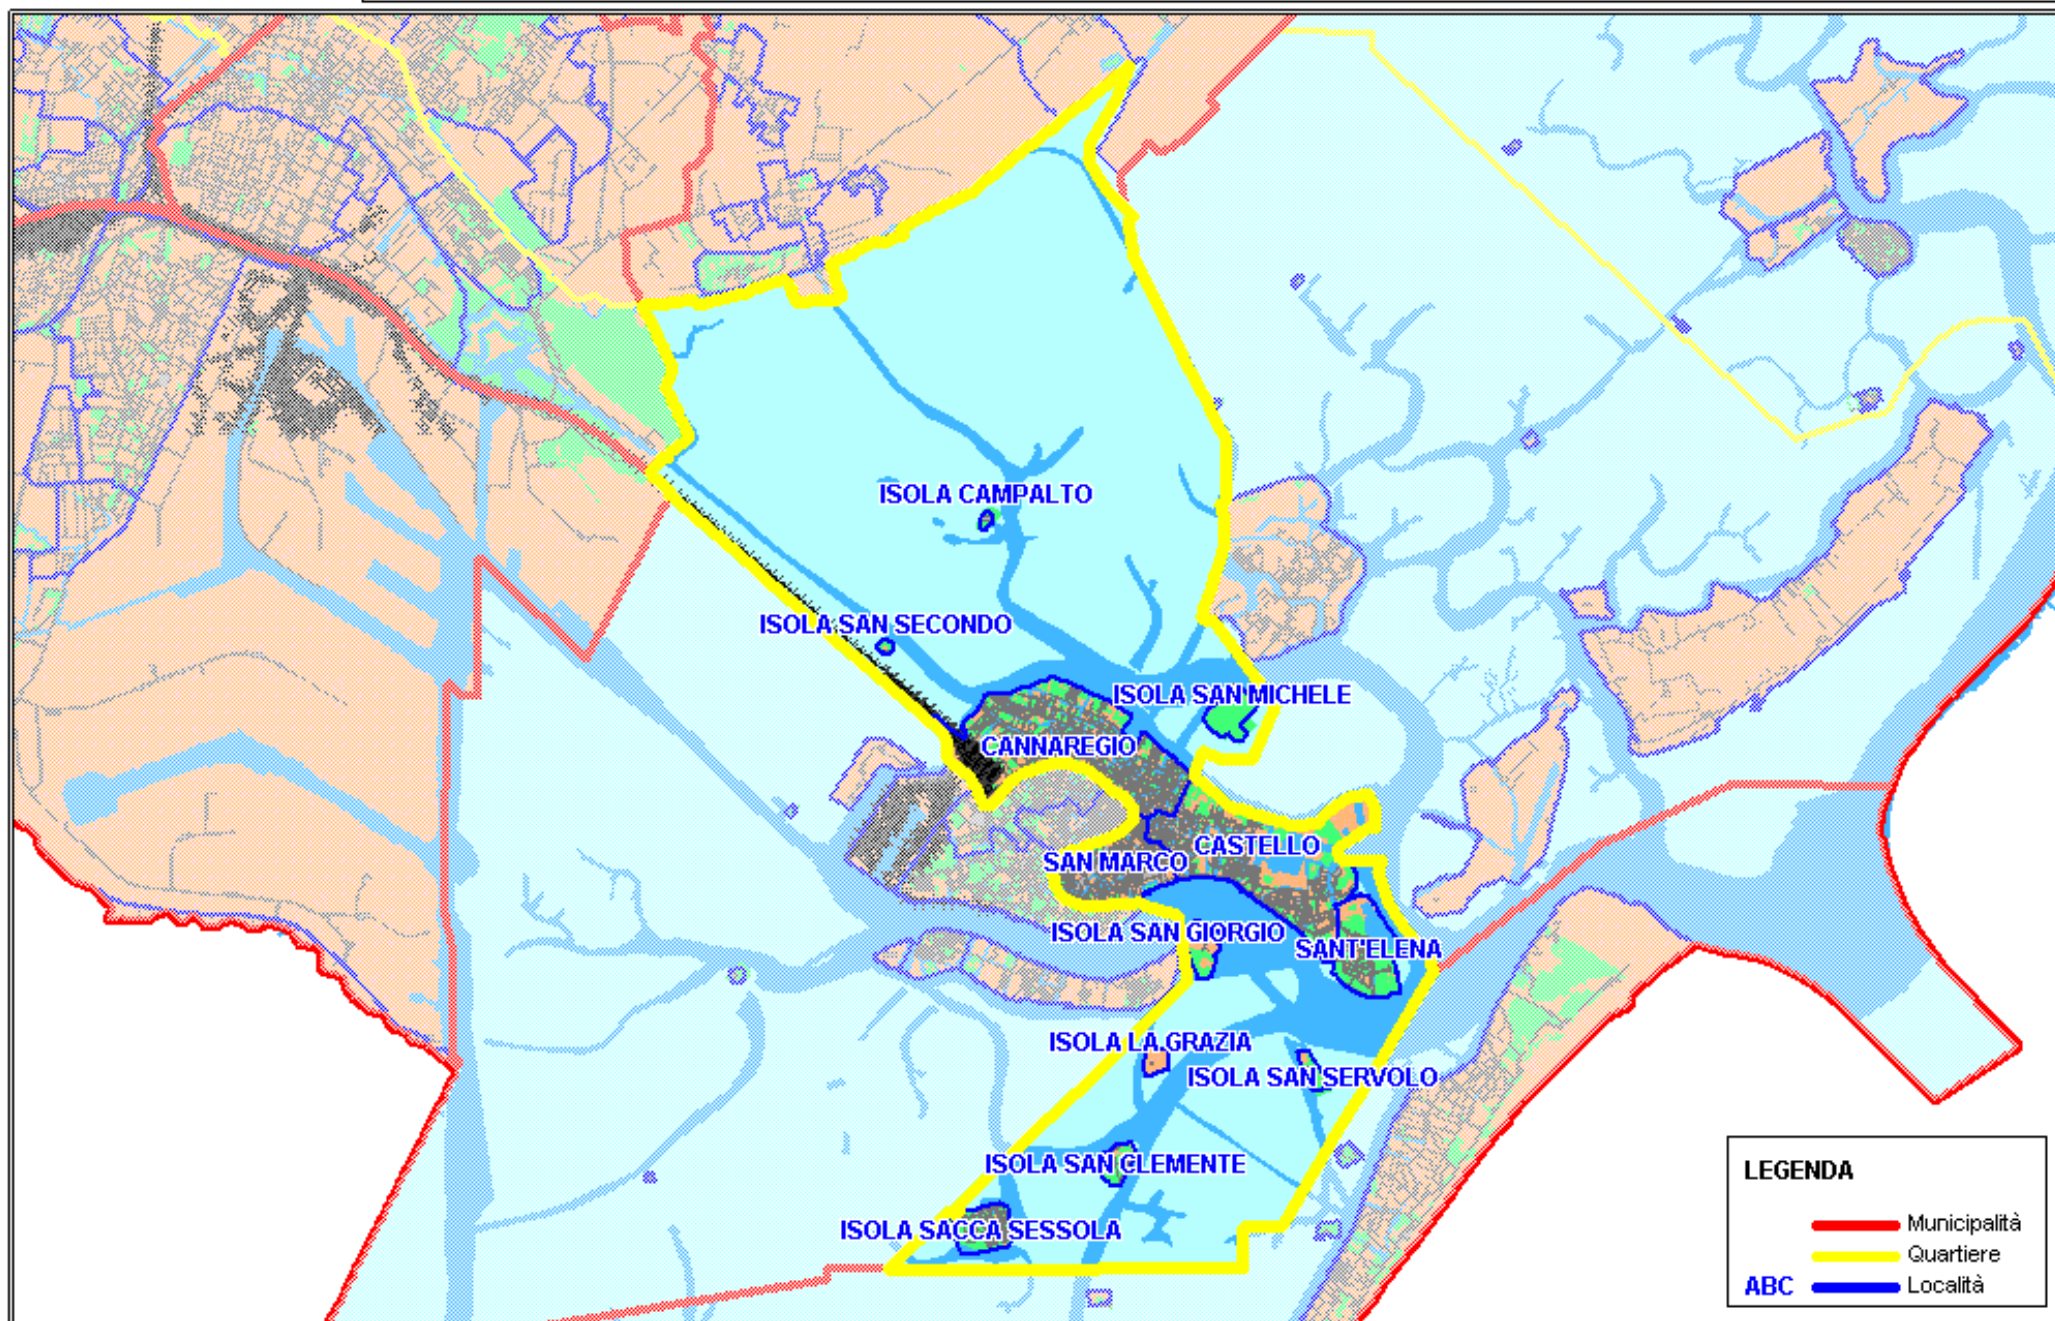 ISOLA CAMPALTO
ISOLA SAN SECONDO
ISOLA SAN MICHELE
CANNAREGIO
CASTELLO
SAN MARCO
ISOLA SAN GIORGIO
SANT'ELENA
ISOLA LA GRAZIA
ISOLA SAN SERVOLO
ISOLA SAN CLEMENTE
ISOLA SACCA SESSOLA
LEGENDA
Municipalità
Quartiere
ABC Località